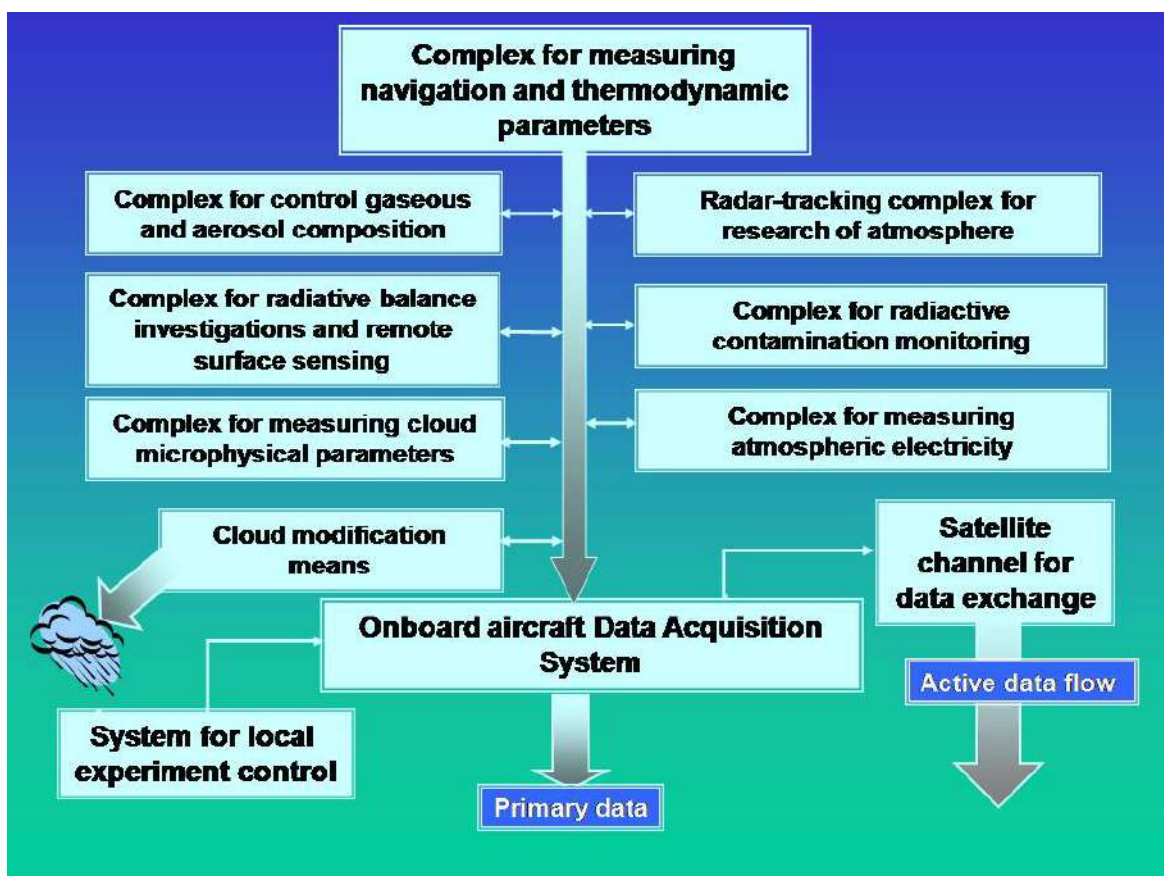 Complex for measuring
navigation and thermodynamic
parameters
Complex for control gaseous
and aerosol composition
Radar-tracking complex for
research of atmosphere
Complex for radiative balance
investigations and remote
surface sensing
Complex for radiactive
contamination monitoring
Complex for measuring cloud
microphysical parameters
Complex for measuring
atmospheric electricity
Cloud modification
means
Satellite
channel for
data exchange
Onboard aircraft Data Acquisition
System
Active data flow
System for local
experiment control
Primary data